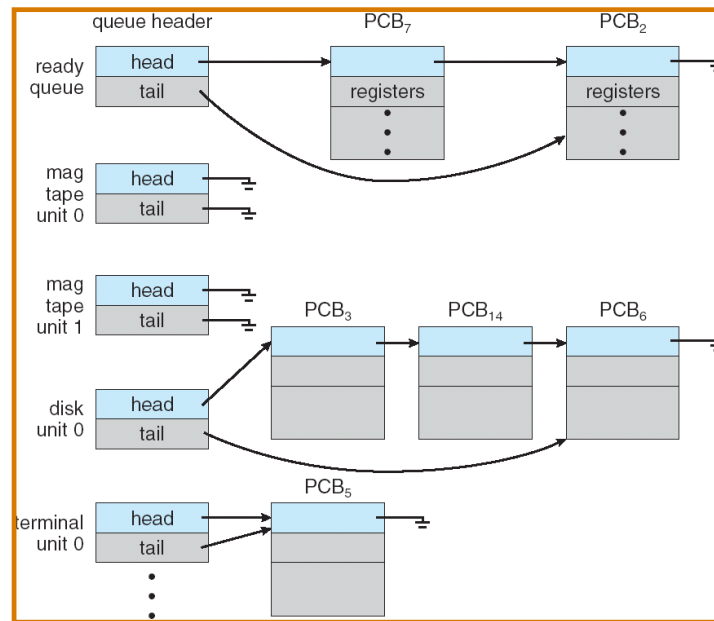 queue header
PCB7
PCB2
ready
queue
head
tail
registers
registers
mag
tape
unit 0
head
tail
mag
tape
unit 1
head
tail
PCB3
PCB14
PCB6
disk
unit 0
head
tail
PCB5
terminal
unit 0
head
tail